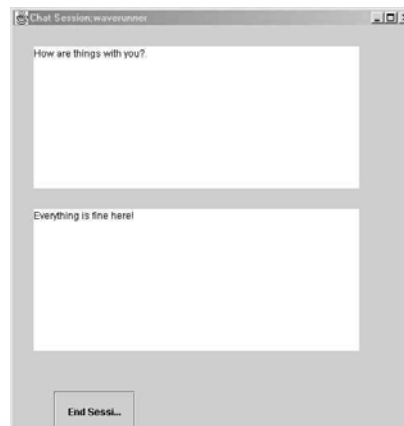 Chat Session:waverunner
How are things with you?.
Everything is fine here!
End Sessi...